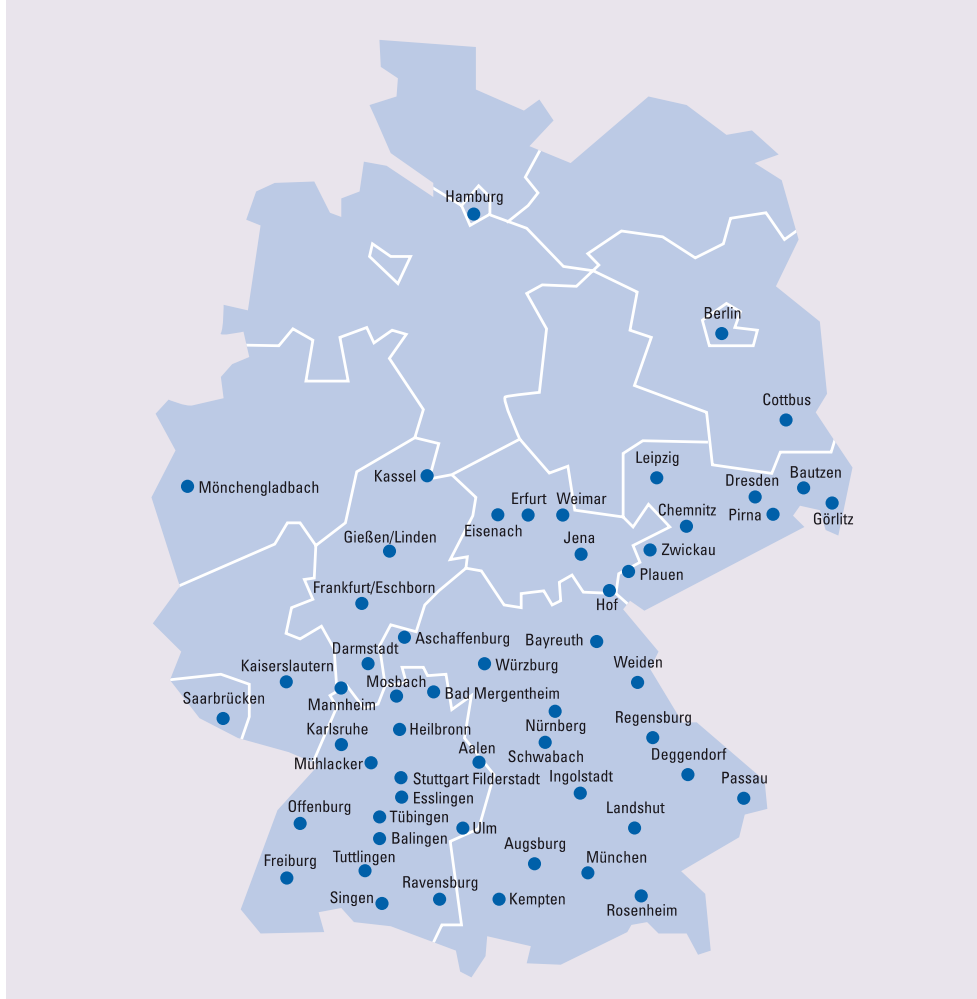 Hamburg
Berlin
Cottbus
Leipzig
Kassel
Bautzen
Dresden
Mönchengladbach
Erfurt
Weimar
Chemnitz
Pirna
Görlitz
Eisenach
Gießen/Linden
Jena
Zwickau
Plauen
Frankfurt/Eschborn
Hof
Aschaffenburg
Bayreuth
Darmstadt
Kaiserslautern
Würzburg
Weiden
Mosbach
Bad Mergentheim
Saarbrücken
Mannheim
Regensburg
Nürnberg
Karlsruhe
Heilbronn
Aalen
Schwabach
Deggendorf
Mühlacker
Stuttgart Filderstadt
Ingolstadt
Passau
Esslingen
Offenburg
Landshut
Tübingen
Ulm
Balingen
Augsburg
Freiburg
Tuttlingen
München
Ravensburg
Singen
Kempten
Rosenheim